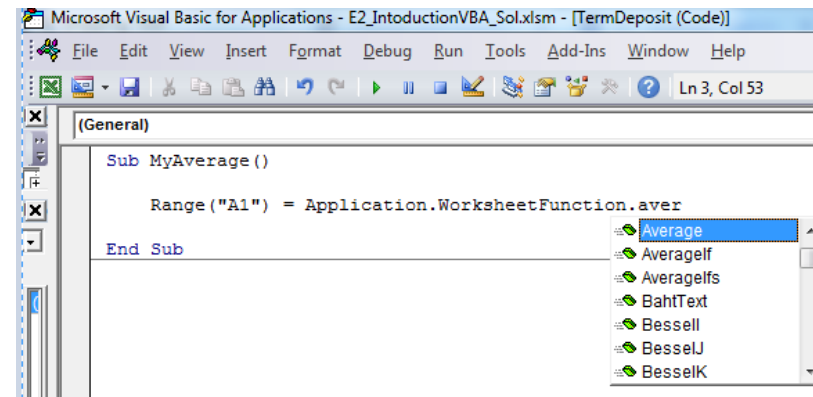 Microsoft Visual Basic for Applications - E2_IntoductionVBA_Sol.xlsm - [TermDeposit (Code)]
File Edit View Insert Format Debug Run Tools Add-Ins Window Help
Ln 3, Col 53
(General)
Sub MyAverage()
Range("A1") = Application.WorksheetFunction.aver
Average
End Sub
AverageIf
AverageIfs
BahtText
BesselI
BesselJ
BesselK